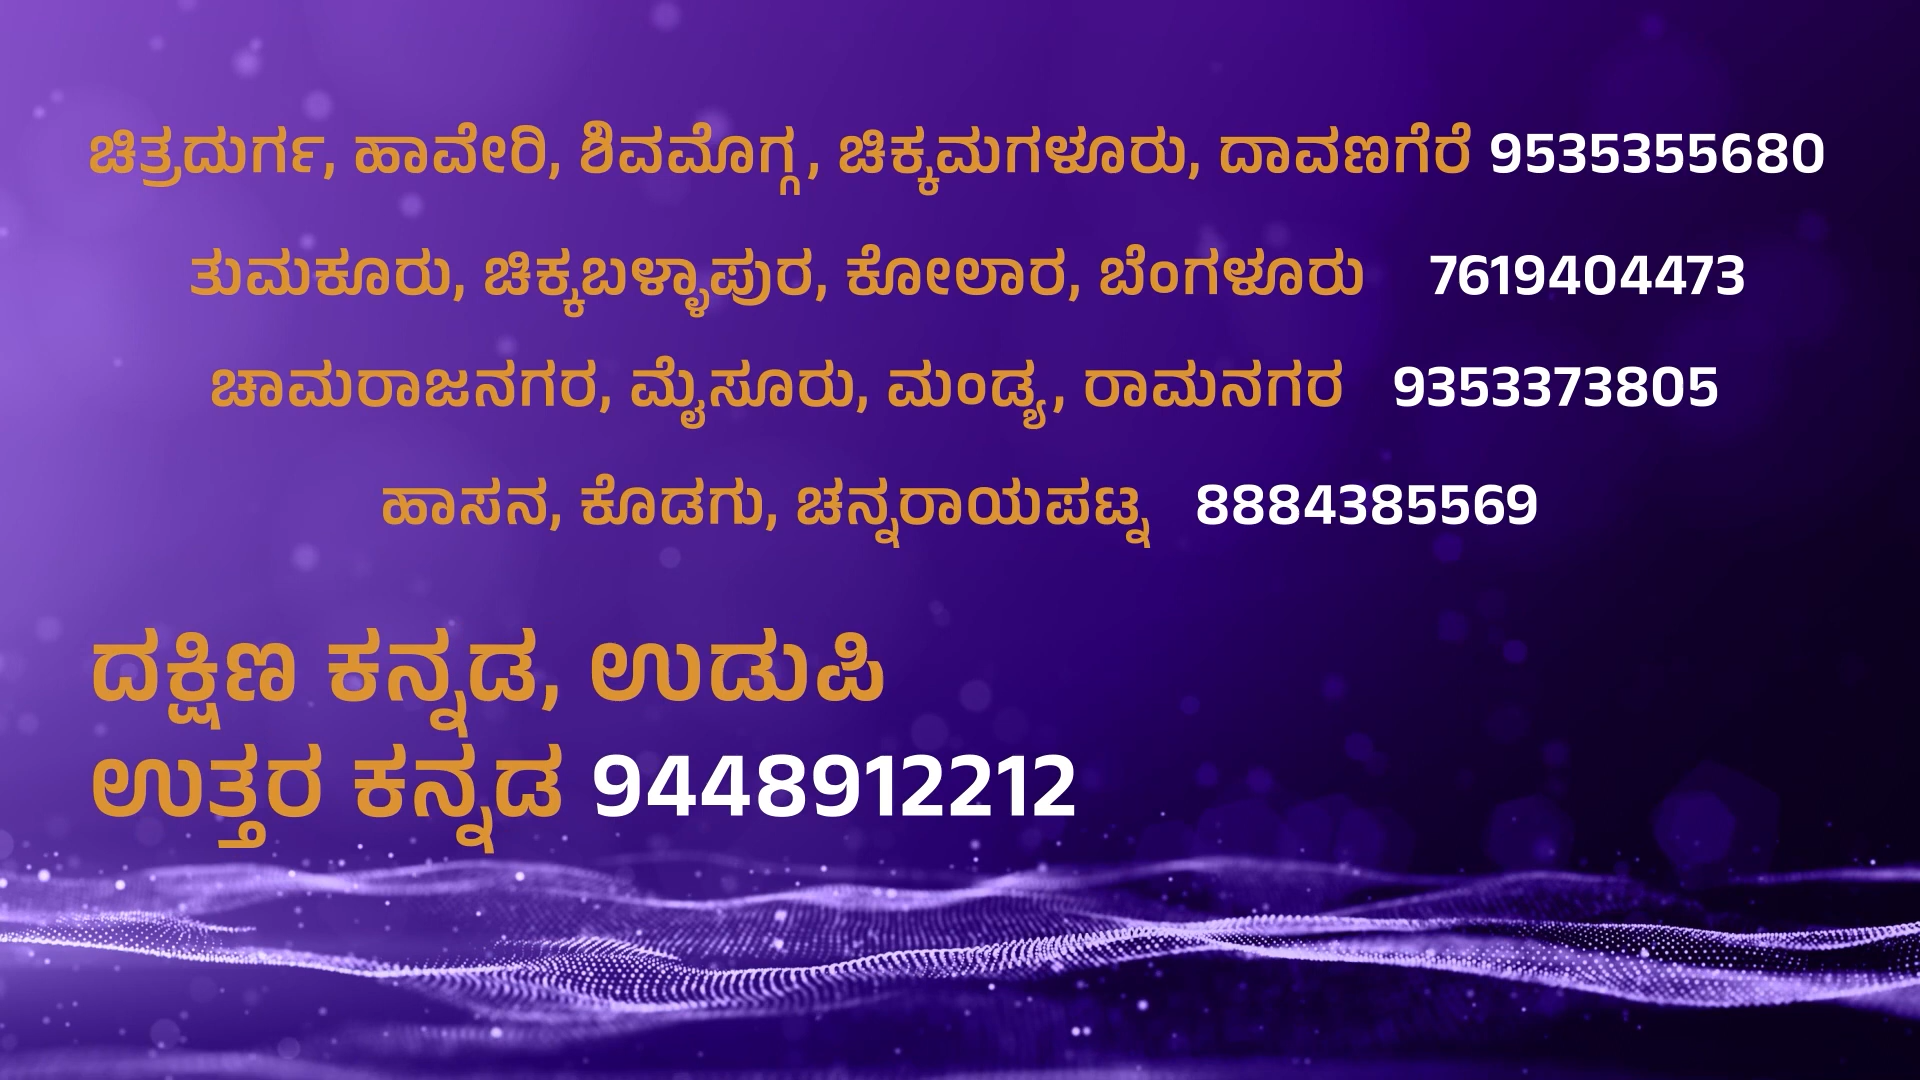 ಚಿತ್ರದುರ್ಗ, ಹಾವೇರಿ, ಶಿವಮೊಗ್ಗ, ಚಿಕ್ಕಮಗಳೂರು, ದಾವಣಗೆರೆ 9535355680
ತುಮಕೂರು, ಚಿಕ್ಕಬಳ್ಳಾಪುರ, ಕೋಲಾರ, ಬೆಂಗಳೂರು 7619404473
ಚಾಮರಾಜನಗರ, ಮೈಸೂರು, ಮಂಡ್ಯ, ರಾಮನಗರ 9353373805
ಹಾಸನ, ಕೊಡಗು, ಚನ್ನರಾಯಪಟ್ನ 8884385569
ದಕ್ಷಿಣ ಕನ್ನಡ, ಉಡುಪಿ
ಉತ್ತರ ಕನ್ನಡ 9448912212